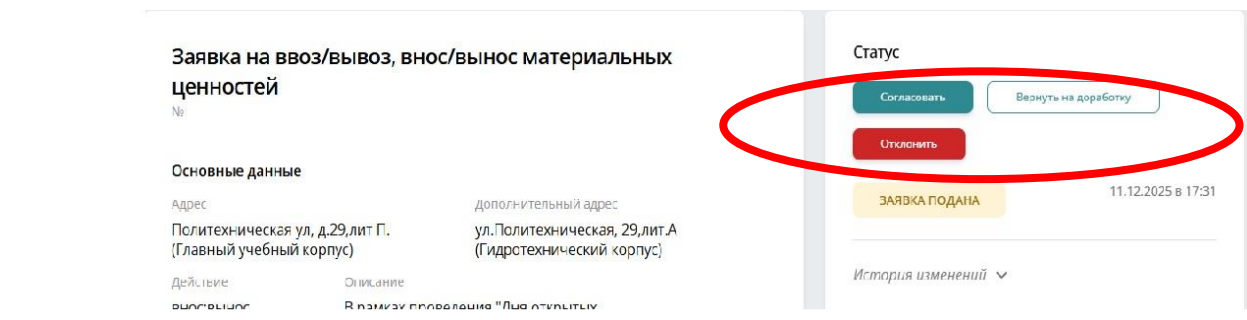 Заявка на ввоз/вывоз, внос/вынос материальных
ценностей
№
Основные данные
Адрес
Дополнительный адрес
Политехническая ул, д.29,лит П.
(Главный учебный корпус)
ул.Политехническая, 29,лит.А
(Гидротехнический корпус)
Действие
Описание
В рамках проведения "Дня открытых
Статус
Согласовать
Вернуть на доработку
Отклонить
ЗАЯВКА ПОДАНА
11.12.2025 в 17:31
История изменений